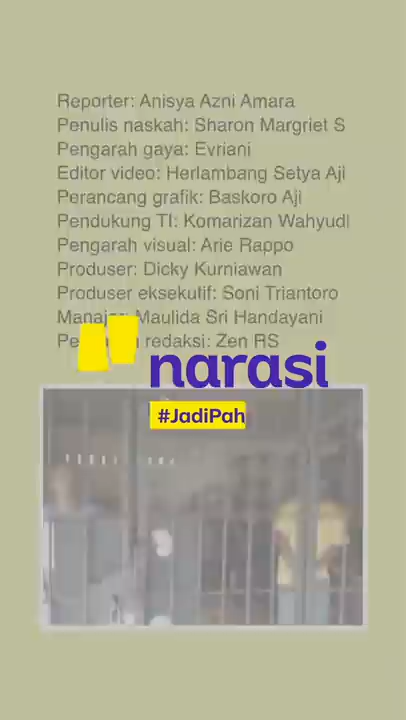 Reporter: Anisya Azni Amara
Penulis naskah: Sharon Margriet S
Pengarah gaya: Evriani
Editor video: Herlambang Setya Aji
Perancang grafik: Baskoro Aji
Pendukung TI: Komarizan Wahyudi
Pengarah visual: Arie Rappo
Produser: Dicky Kurniawan
Produser eksekutif: Soni Triantoro
Maulida Sri Handayani
redaksi: Zen RS
narasi
#JadiPah